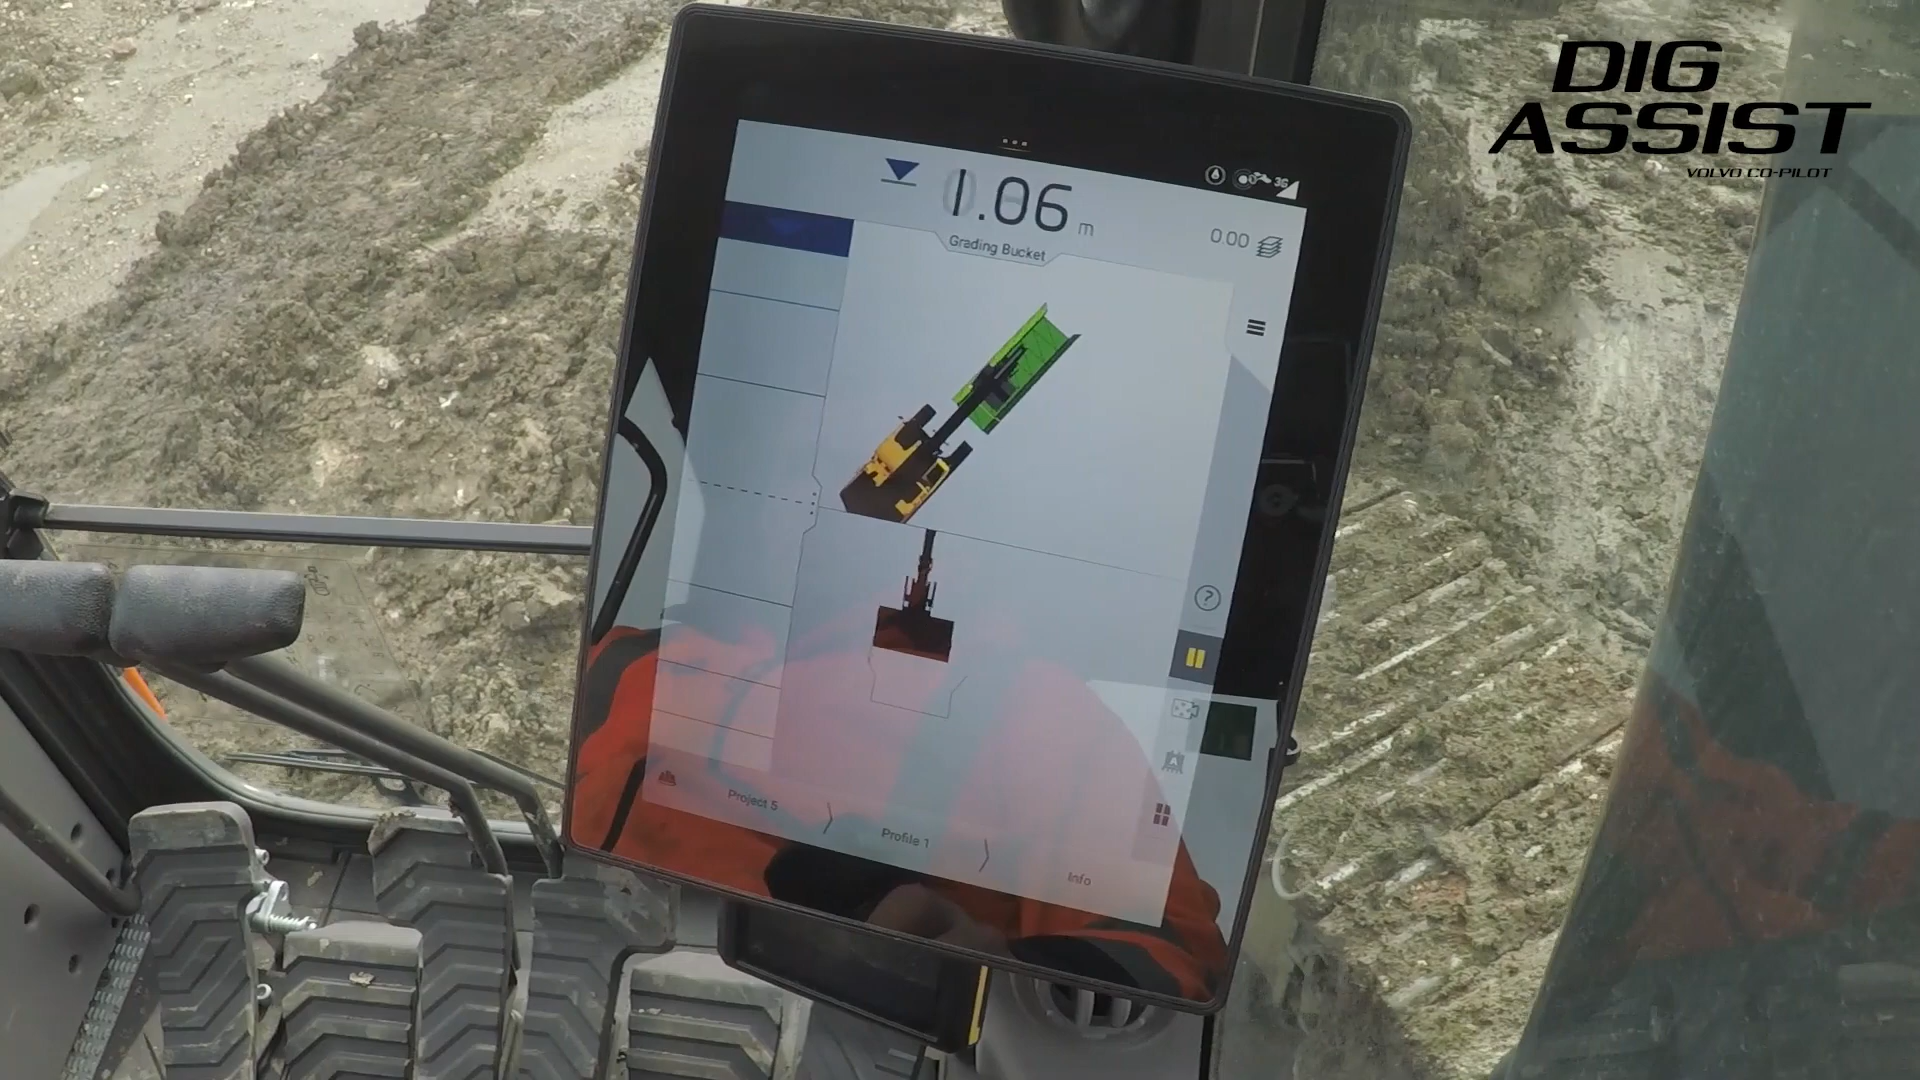 DIG
ASSIST
VOLVO CO-PILOT
3G
1.06 m
0.00
Grading Bucket
?
Project 5
Profile 1
Info